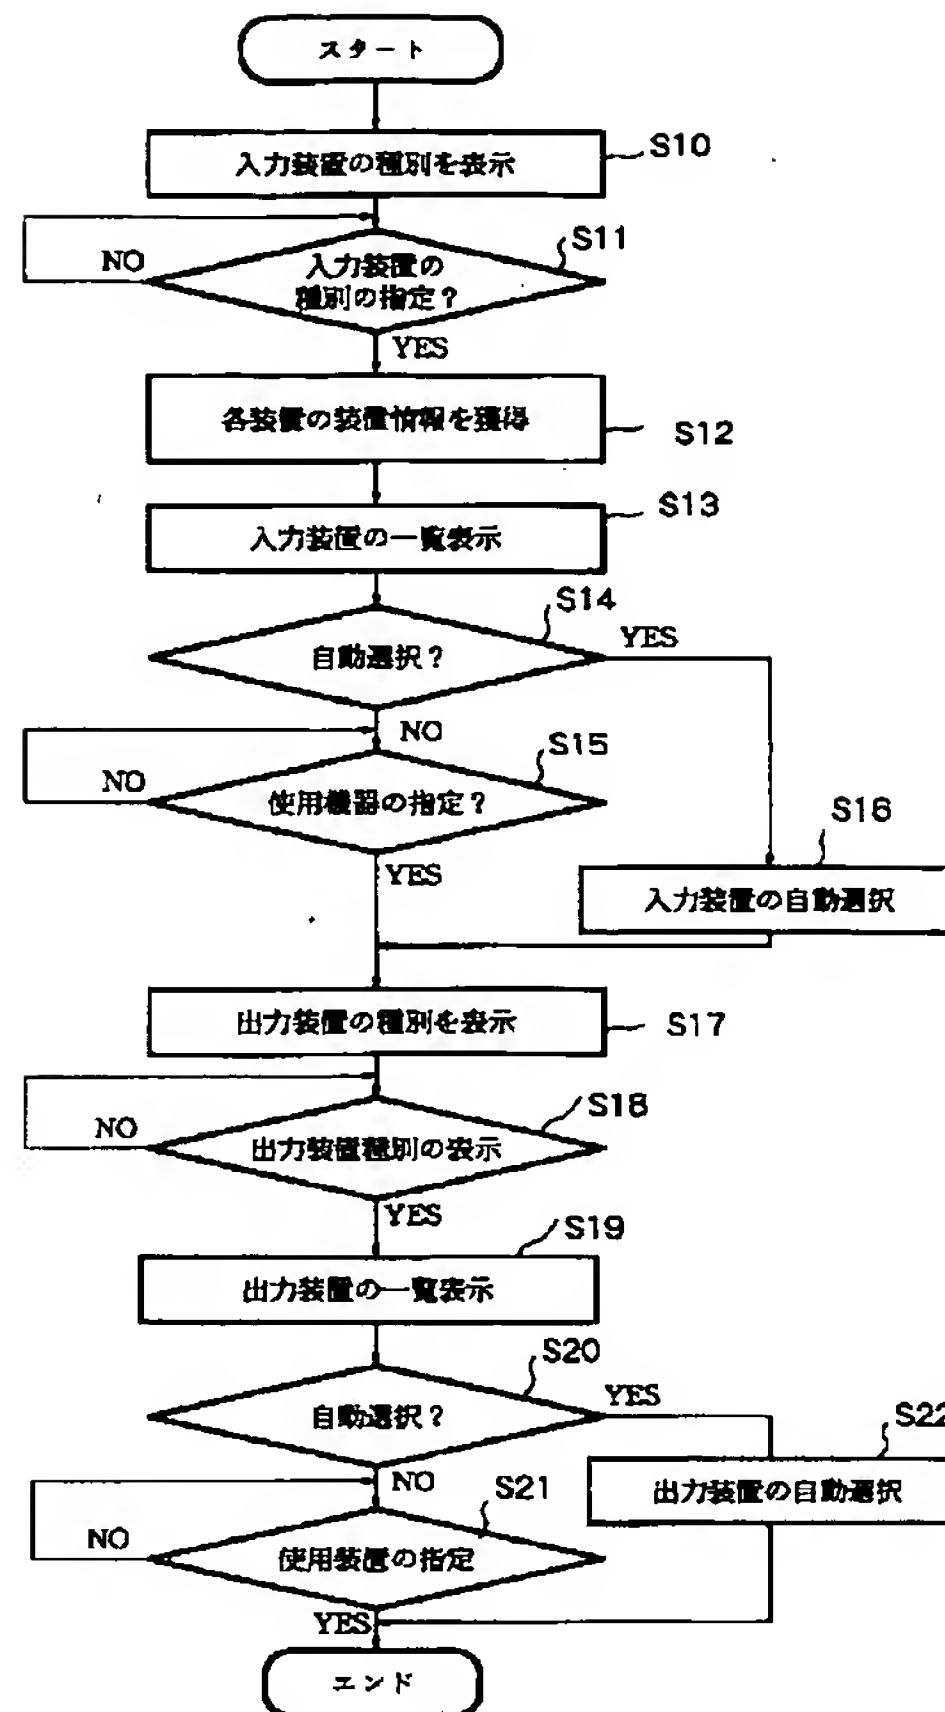 スタート
入力装置の種別を表示
S10
S11
NO
入力装置の
種別の指定？
YES
各装置の装置情報を獲得
S12
S13
入力装置の一覧表示
S14
YES
自動選択？
NO
S15
NO
使用機器の指定？
S16
YES
入力装置の自動選択
出力装置の種別を表示
S17
S18
NO
出力装置種別の表示
YES
S19
出力装置の一覧表示
S20
YES
自動選択？
S22
NO
S21
出力装置の自動選択
NO
使用装置の指定
YES
エンド